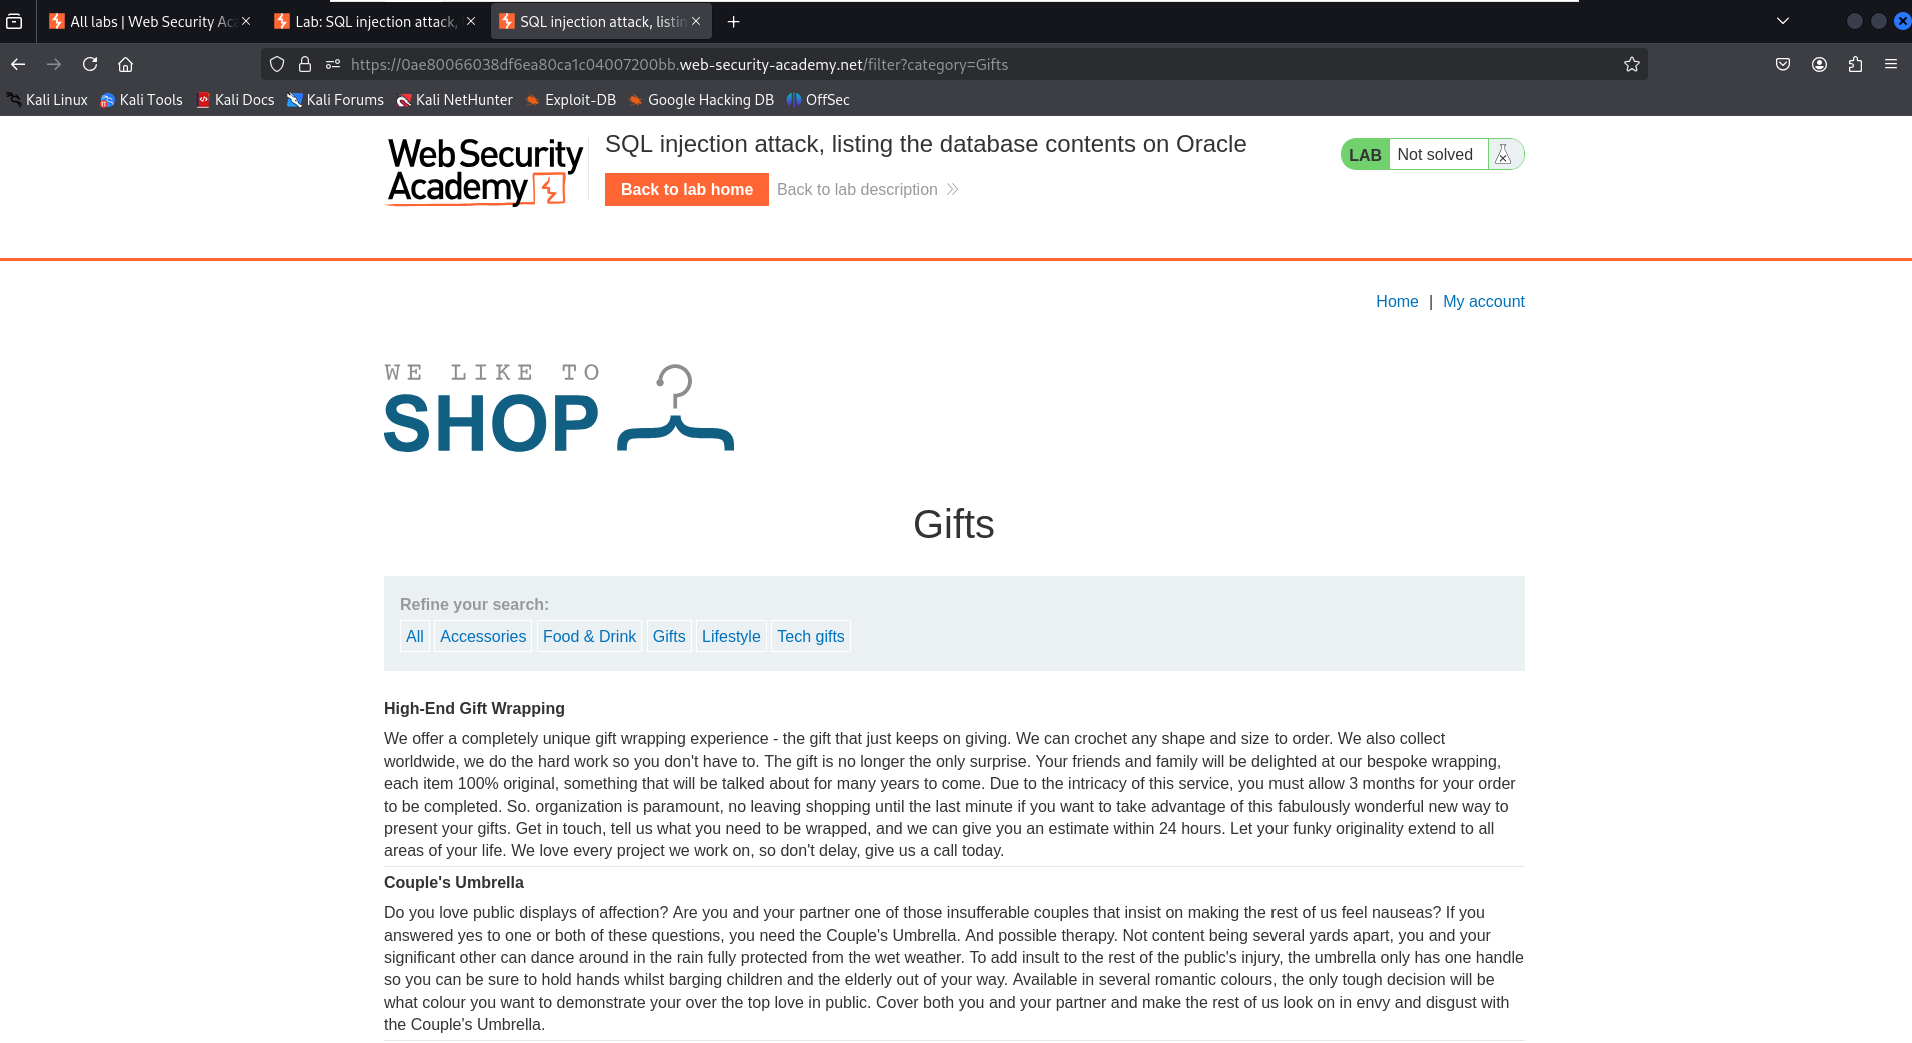 All labs | Web Security Ac
Lab: SQL injection attack,
SQL injection attack, listin
https://0ae80066038df6ea80ca1c04007200bb.web-security-academy.net/filter?category=Gifts
Kali Linux Kali Tools Kali Docs Kali Forums Kali NetHunter Exploit-DB Google Hacking DB OffSec
Web Security
Academy
SQL injection attack, listing the database contents on Oracle
Back to lab home Back to lab description
LAB Not solved
Home | My account
WE LIKE TO
SHOP
Gifts
Refine your search:
All Accessories Food & Drink Gifts Lifestyle Tech gifts
High-End Gift Wrapping
We offer a completely unique gift wrapping experience - the gift that just keeps on giving. We can crochet any shape and size to order. We also collect
worldwide, we do the hard work so you don't have to. The gift is no longer the only surprise. Your friends and family will be delighted at our bespoke wrapping,
each item 100% original, something that will be talked about for many years to come. Due to the intricacy of this service, you must allow 3 months for your order
to be completed. So. organization is paramount, no leaving shopping until the last minute if you want to take advantage of this fabulously wonderful new way to
present your gifts. Get in touch, tell us what you need to be wrapped, and we can give you an estimate within 24 hours. Let your funky originality extend to all
areas of your life. We love every project we work on, so don't delay, give us a call today.
Couple's Umbrella
Do you love public displays of affection? Are you and your partner one of those insufferable couples that insist on making the rest of us feel nauseas? If you
answered yes to one or both of these questions, you need the Couple's Umbrella. And possible therapy. Not content being several yards apart, you and your
significant other can dance around in the rain fully protected from the wet weather. To add insult to the rest of the public's injury, the umbrella only has one handle
so you can be sure to hold hands whilst barging children and the elderly out of your way. Available in several romantic colours, the only tough decision will be
what colour you want to demonstrate your over the top love in public. Cover both you and your partner and make the rest of us look on in envy and disgust with
the Couple's Umbrella.